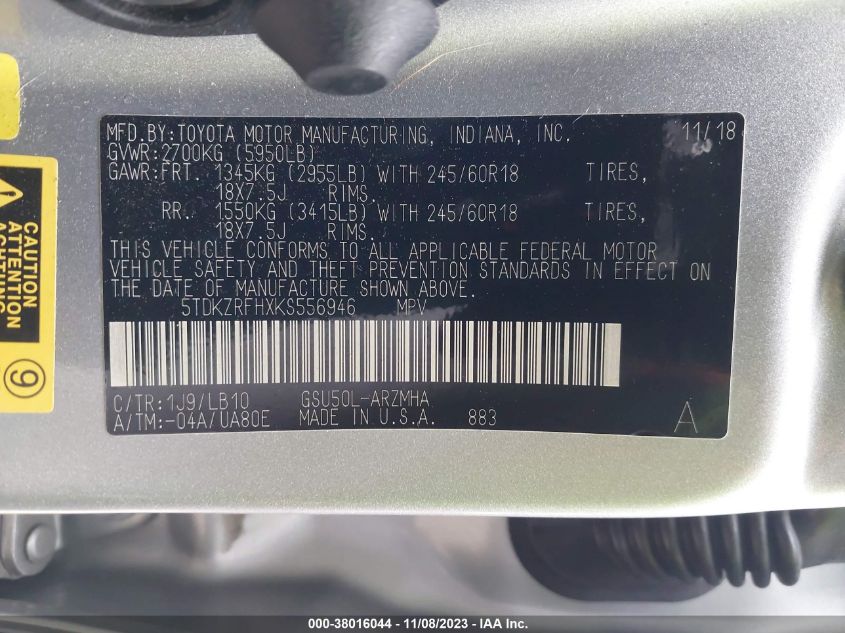 MFD.BY:TOYOTA MOTOR MANUFACTURING, INDIANA, INC. 11/18
GVWR:2700KG (5950LB)
GAWR:FRT. 1345KG (2955LB) WITH 245/60R18 TIRES,
18X7.5J RIMS.
RR. 1550KG (3415LB) WITH 245/60R18 TIRES,
18X7.5J RIMS.
THIS VEHICLE CONFORMS TO ALL APPLICABLE FEDERAL MOTOR
VEHICLE SAFETY AND THEFT PREVENTION STANDARDS IN EFFECT ON
THE DATE OF MANUFACTURE SHOWN ABOVE.
5TDKZRFHXKS556946 MPV
C/TR:1J9/LB10 GSU50L-ARZMHA
A/TM:-04A/UA80E MADE IN U.S.A. 883 A
CAUTION
ATTENTION
ACHTUNG
9
000-38016044 - 11/08/2023 - IAA Inc.